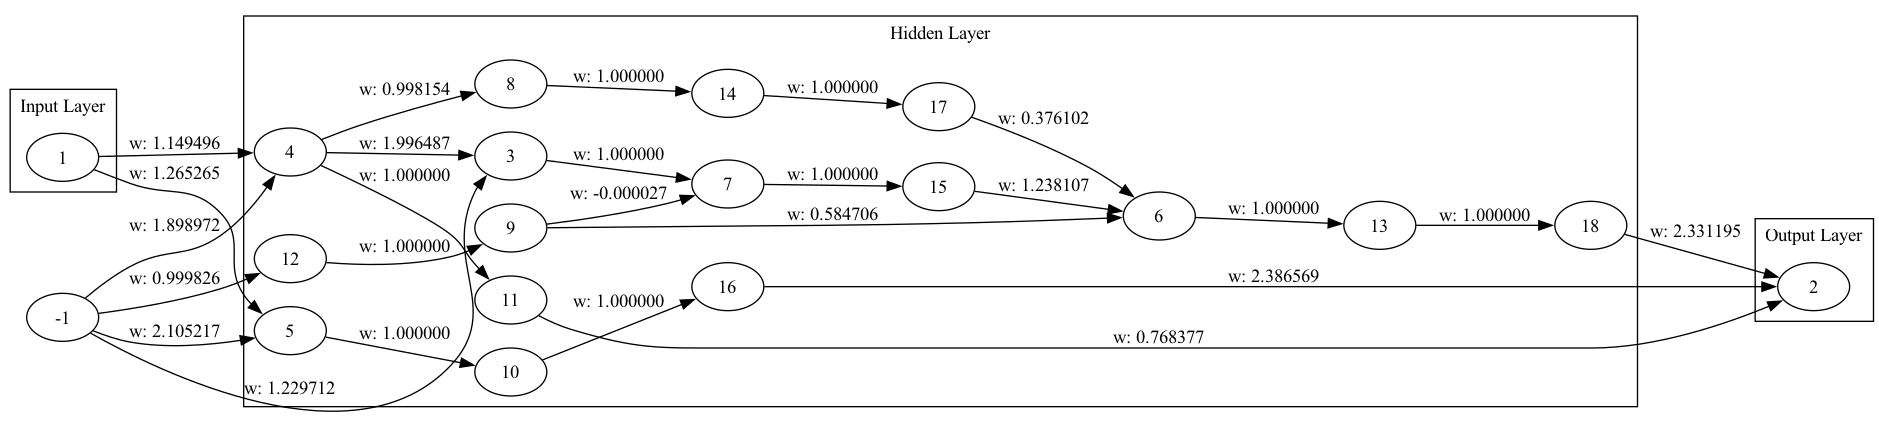 Hidden Layer
Input Layer
1
w: 1.149496
w: 1.265265
w: 1.898972
w: 0.999826
-1
w: 2.105217
w: 1.229712
4
12
5
w: 0.998154
w: 1.996487
w: 1.000000
w: 1.000000
w: 1.000000
8
3
9
11
10
w: 1.000000
w: 1.000000
w: -0.000027
w: 0.584706
w: 1.000000
14
7
16
w: 1.000000
w: 1.000000
17
15
w: 0.376102
w: 1.238107
6
w: 1.000000
13
w: 1.000000
18
w: 2.331195
w: 2.386569
w: 0.768377
Output Layer
2